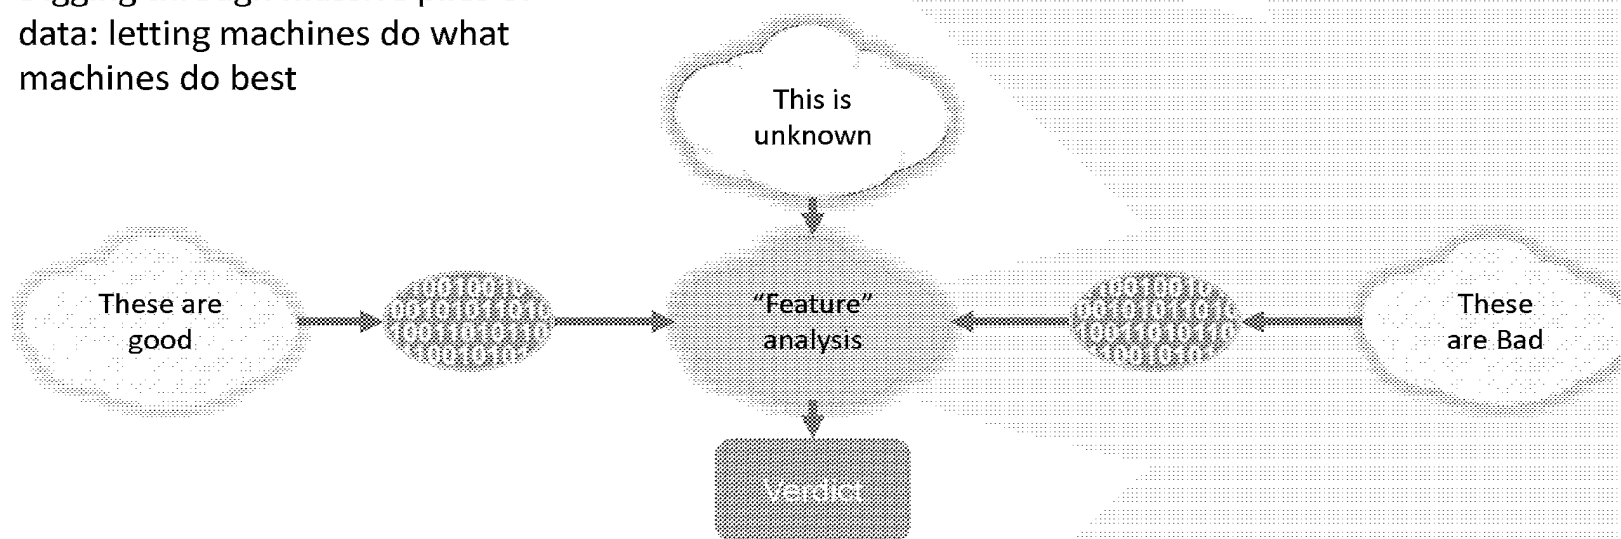 data: letting machines do what
machines do best
This is
unknown
These are
good
"Feature"
analysis
These
are Bad
Verdict